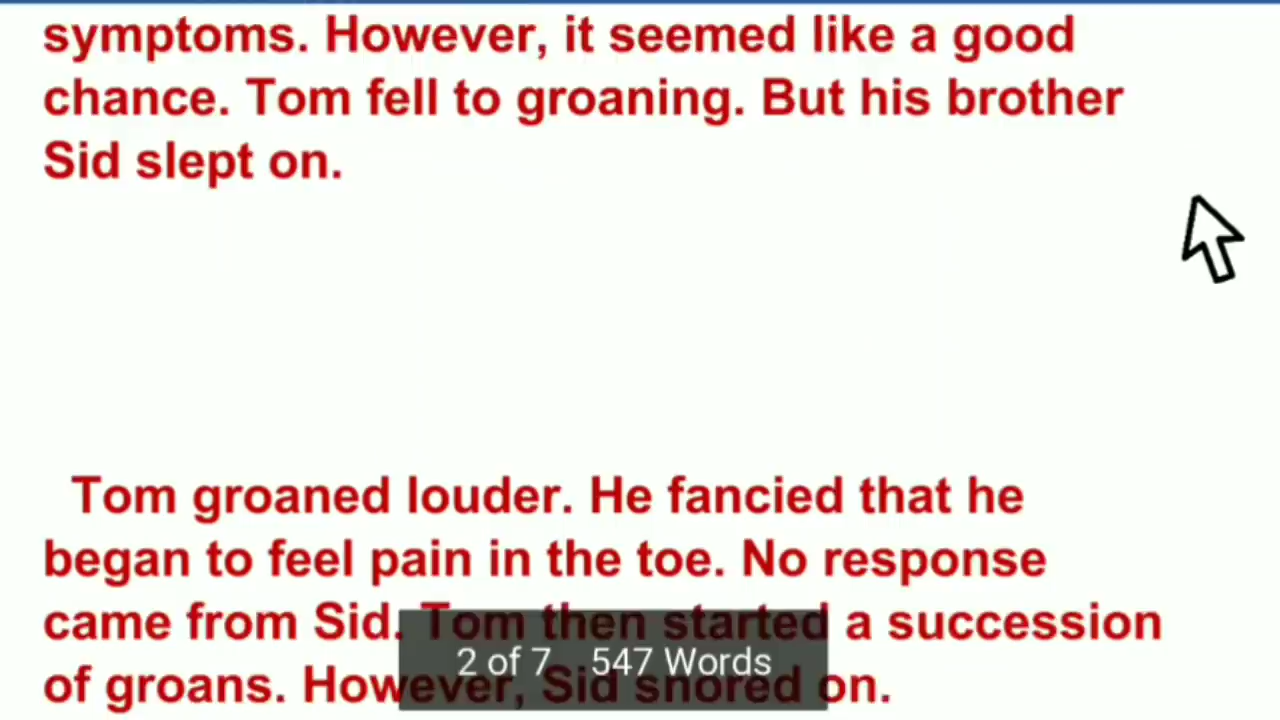 symptoms. However, it seemed like a good
chance. Tom fell to groaning. But his brother
Sid slept on.
Tom groaned louder. He fancied that he
began to feel pain in the toe. No response
came from Sid. Tom then started a succession
of groans. However, Sid snored on.
2 of 7 547 Words